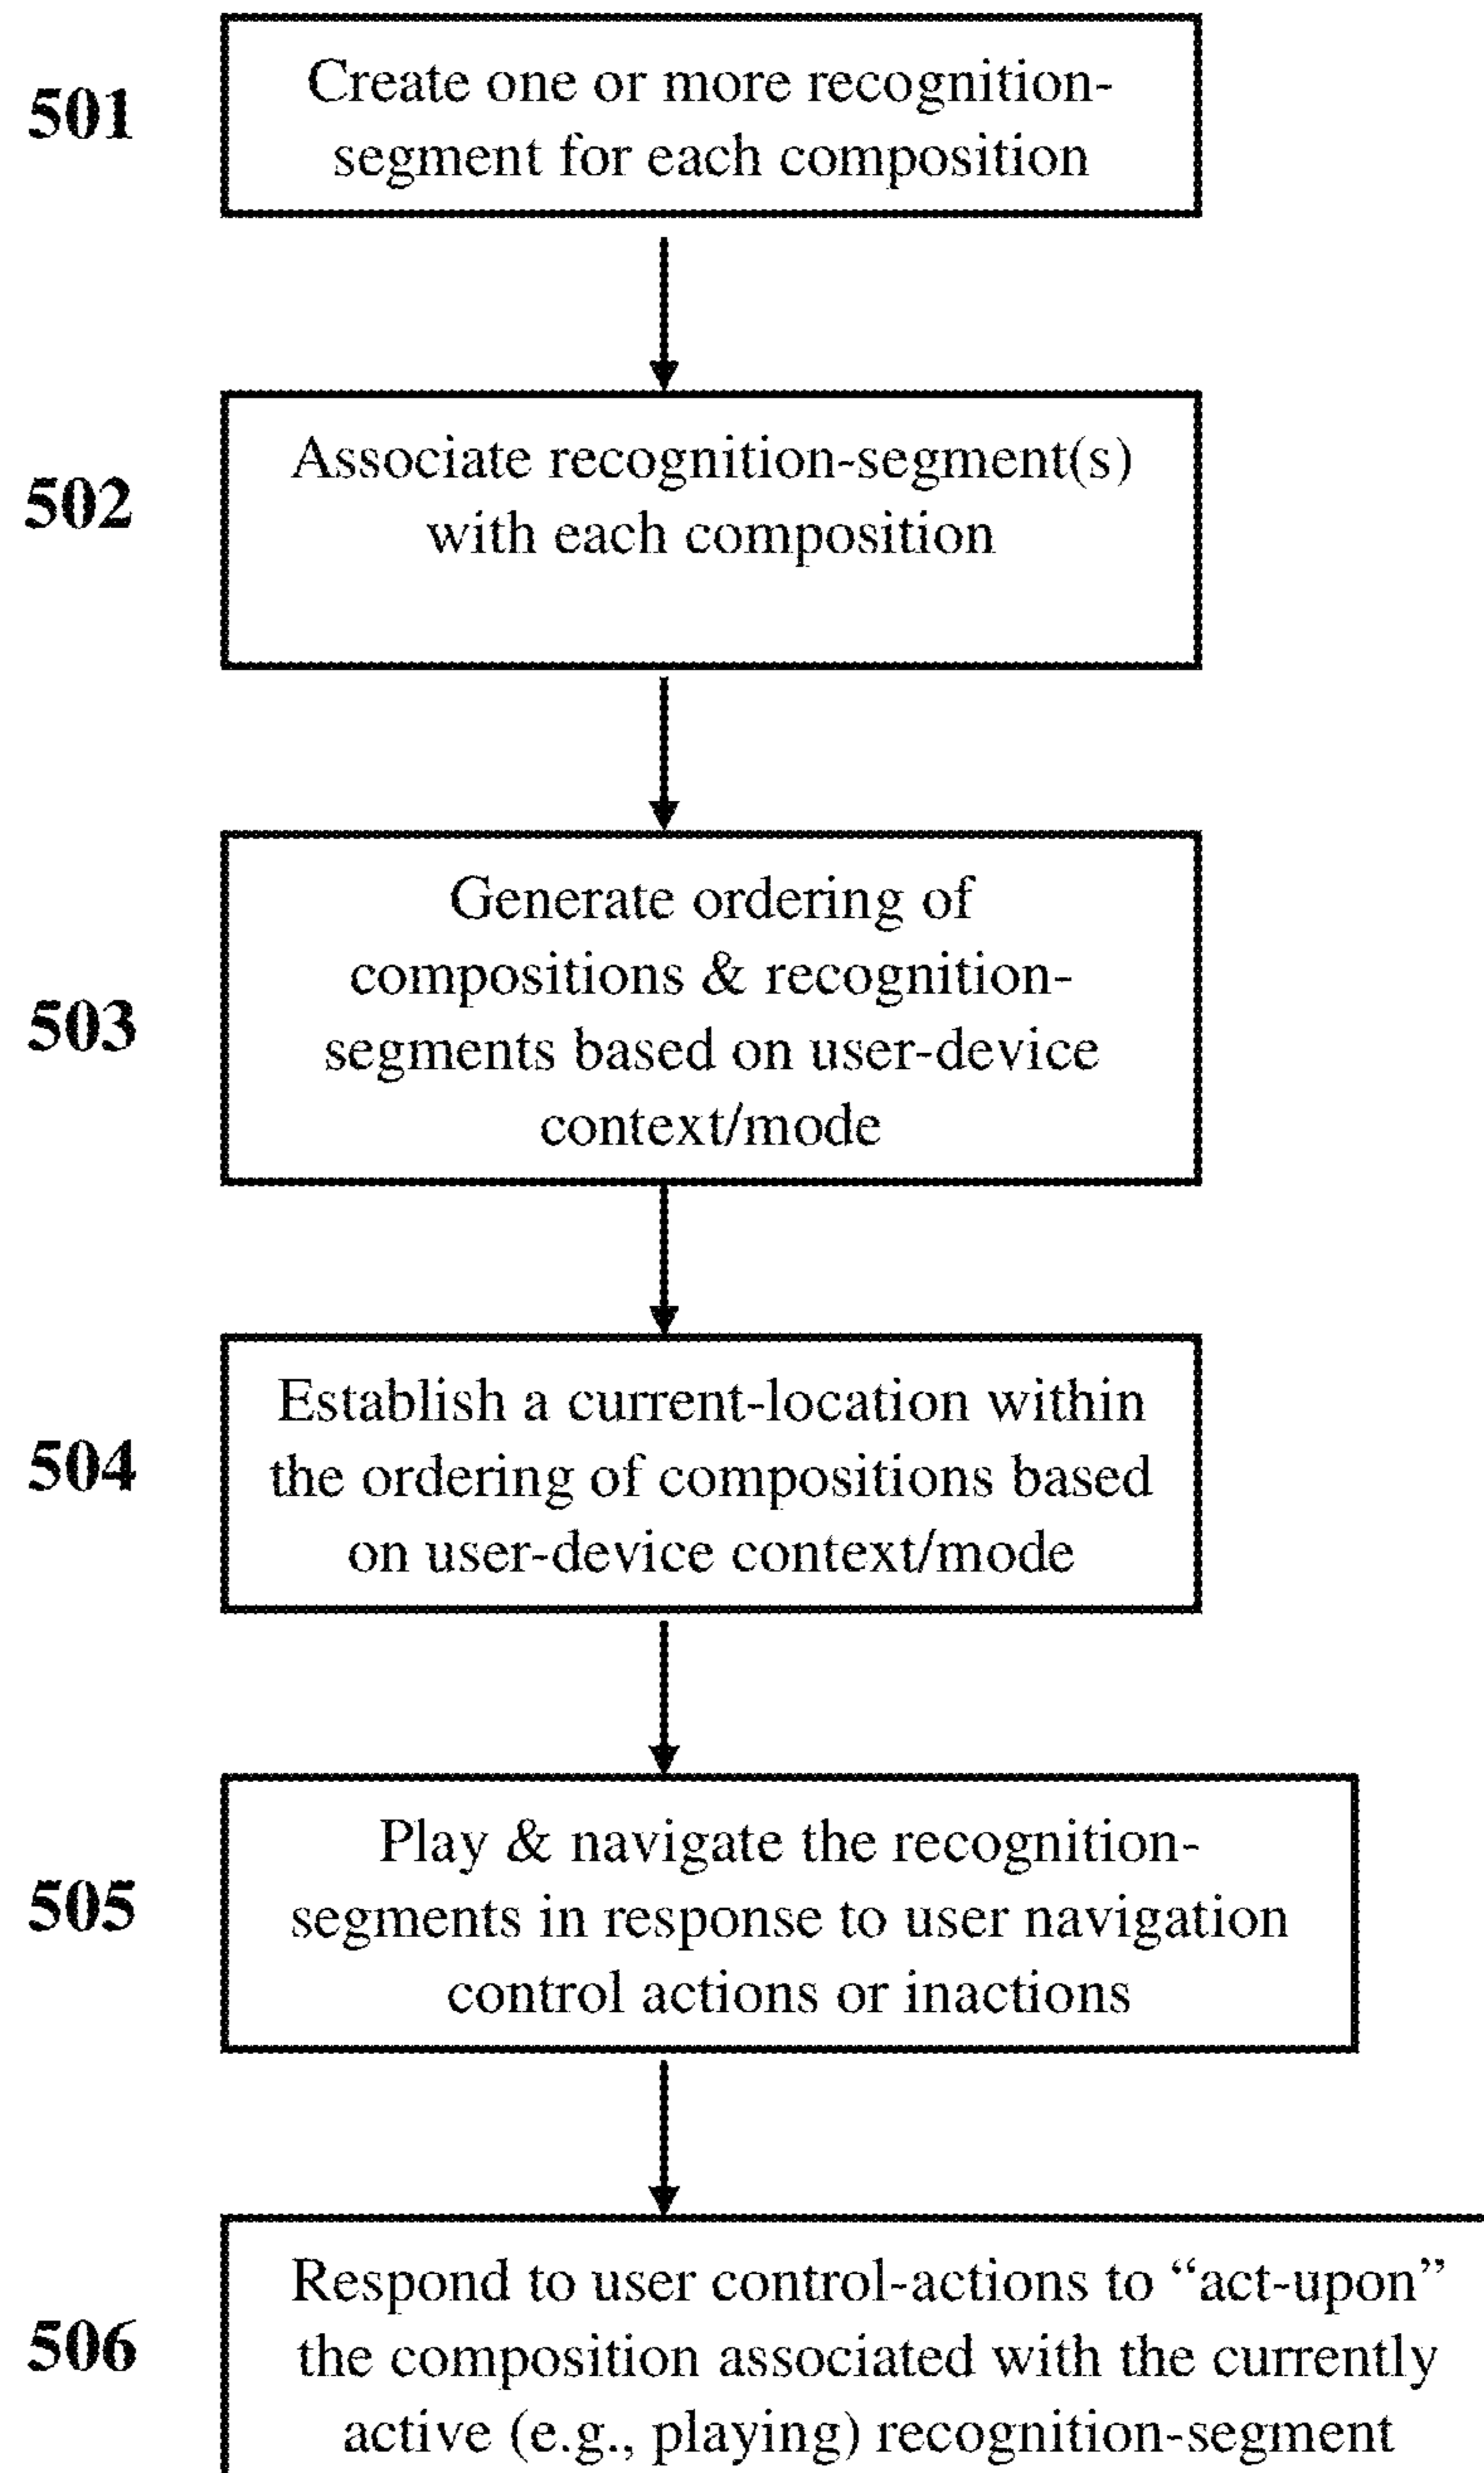 501
Create one or more recognition-
segment for each composition
502
Associate recognition-segment(s)
with each composition
503
Generate ordering of
compositions & recognition-
segments based on user-device
context/mode
504
Establish a current-location within
the ordering of compositions based
on user-device context/mode
505
Play & navigate the recognition-
segments in response to user navigation
control actions or inactions
506
Respond to user control-actions to “act-upon”
the composition associated with the currently
active (e.g., playing) recognition-segment